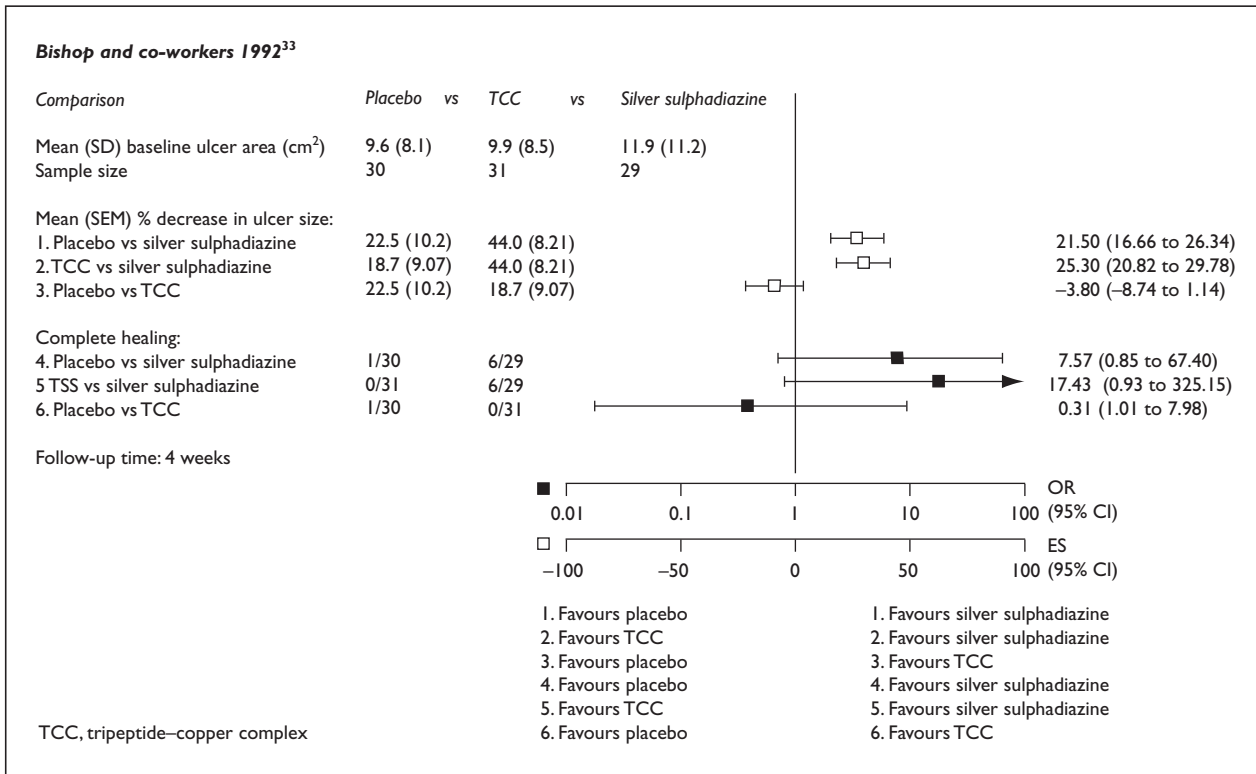 Bishop and co-workers 1992³³
Comparison Placebo vs TCC vs Silver sulphadiazine
Mean (SD) baseline ulcer area (cm²) 9.6 (8.1) 9.9 (8.5) 11.9 (11.2)
Sample size 30 31 29
Mean (SEM) % decrease in ulcer size:
1. Placebo vs silver sulphadiazine 22.5 (10.2) 44.0 (8.21) 21.50 (16.66 to 26.34)
2. TCC vs silver sulphadiazine 18.7 (9.07) 44.0 (8.21) 25.30 (20.82 to 29.78)
3. Placebo vs TCC 22.5 (10.2) 18.7 (9.07) –3.80 (–8.74 to 1.14)
Complete healing:
4. Placebo vs silver sulphadiazine 1/30 6/29 7.57 (0.85 to 67.40)
5 TSS vs silver sulphadiazine 0/31 6/29 17.43 (0.93 to 325.15)
6. Placebo vs TCC 1/30 0/31 0.31 (1.01 to 7.98)
Follow-up time: 4 weeks
OR
0.01 0.1 1 10 100 (95% CI)
ES
–100 –50 0 50 100 (95% CI)
1. Favours placebo 1. Favours silver sulphadiazine
2. Favours TCC 2. Favours silver sulphadiazine
3. Favours placebo 3. Favours TCC
4. Favours placebo 4. Favours silver sulphadiazine
5. Favours TCC 5. Favours silver sulphadiazine
TCC, tripeptide–copper complex 6. Favours placebo 6. Favours TCC